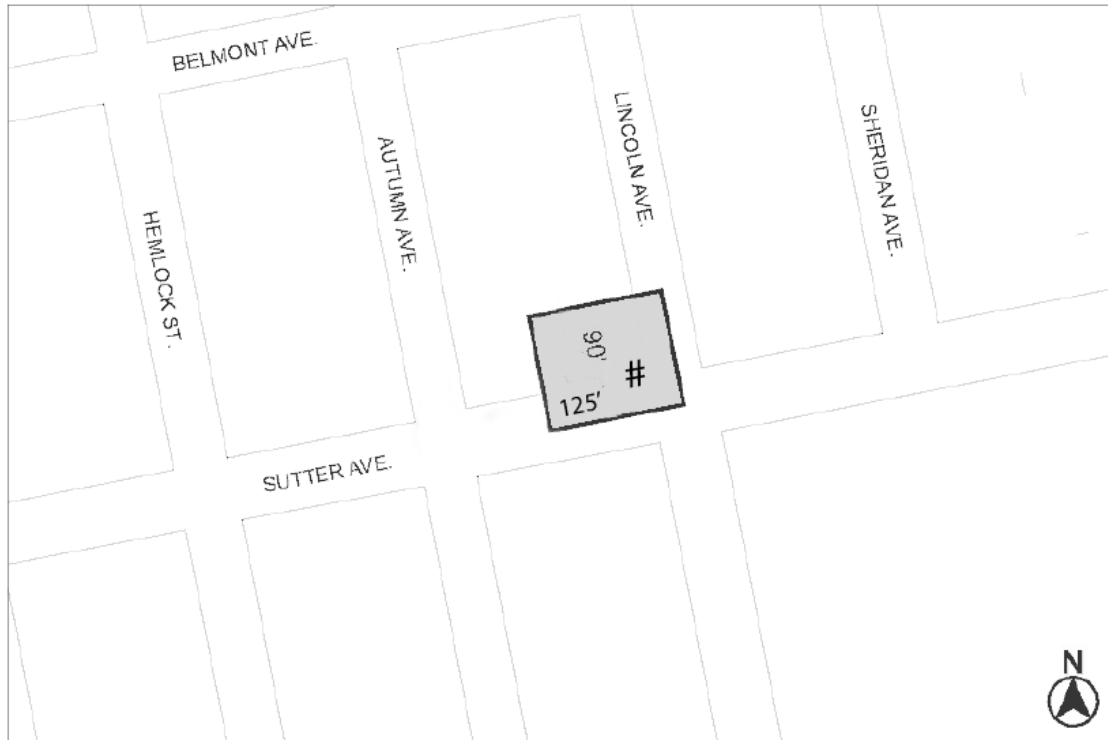 BELMONT AVE.
LINCOLN AVE.
SHERIDAN AVE.
AUTUMN AVE.
HEMLOCK ST.
90'
#
125'
SUTTER AVE.
N